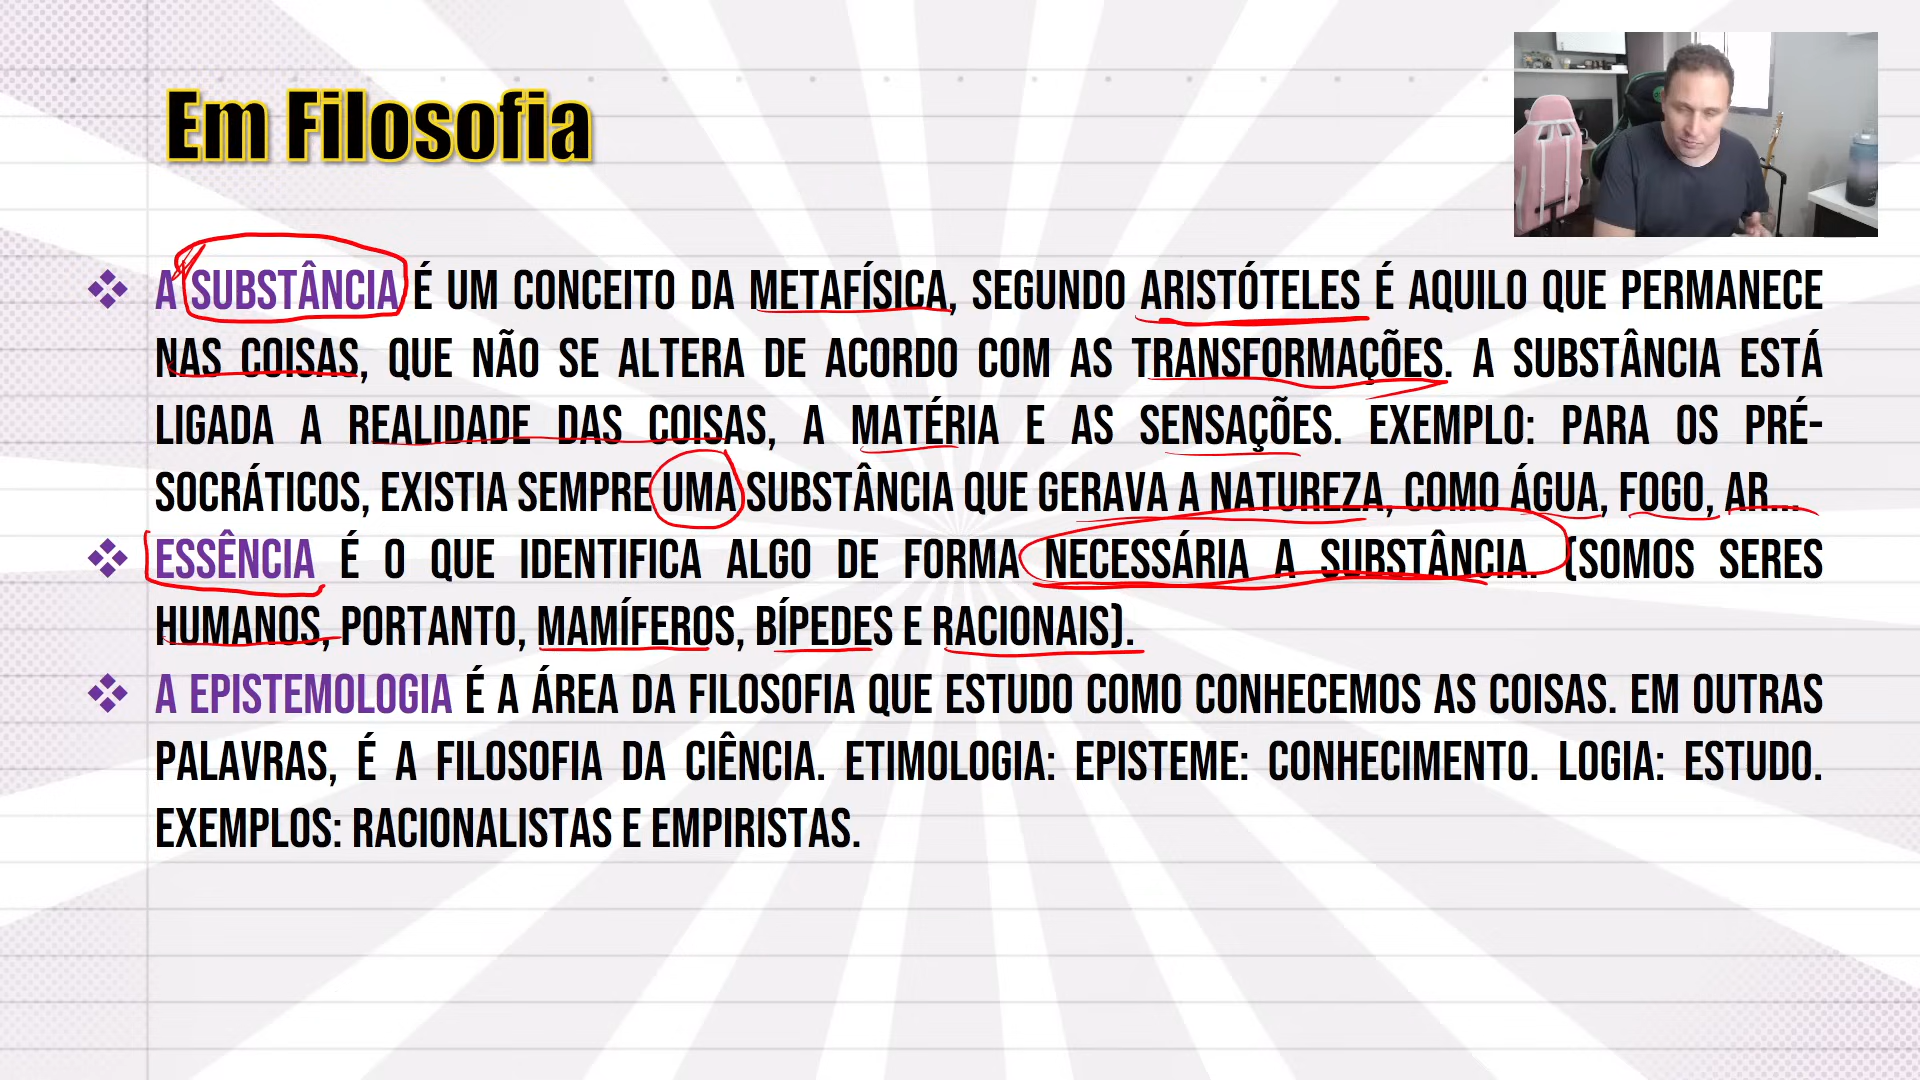 Em Filosofia
A SUBSTÂNCIA É UM CONCEITO DA METAFÍSICA, SEGUNDO ARISTÓTELES É AQUILO QUE PERMANECE
NAS COISAS, QUE NÃO SE ALTERA DE ACORDO COM AS TRANSFORMAÇÕES. A SUBSTÂNCIA ESTÁ
LIGADA A REALIDADE DAS COISAS, A MATÉRIA E AS SENSAÇÕES. EXEMPLO: PARA OS PRÉ-
SOCRÁTICOS, EXISTIA SEMPRE UMA SUBSTÂNCIA QUE GERAVA A NATUREZA, COMO ÁGUA, FOGO, AR...
ESSÊNCIA É O QUE IDENTIFICA ALGO DE FORMA NECESSÁRIA A SUBSTÂNCIA. (SOMOS SERES
HUMANOS, PORTANTO, MAMÍFEROS, BÍPEDES E RACIONAIS).
A EPISTEMOLOGIA É A ÁREA DA FILOSOFIA QUE ESTUDO COMO CONHECEMOS AS COISAS. EM OUTRAS
PALAVRAS, É A FILOSOFIA DA CIÊNCIA. ETIMOLOGIA: EPISTEME: CONHECIMENTO. LOGIA: ESTUDO.
EXEMPLOS: RACIONALISTAS E EMPIRISTAS.